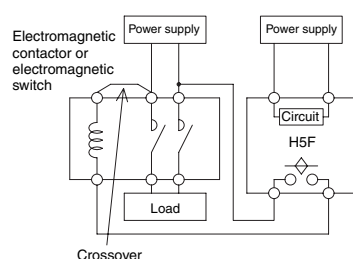 Electromagnetic
contactor or
electromagnetic
switch
Power supply
Power supply
Circuit
H5F
Load
Crossover